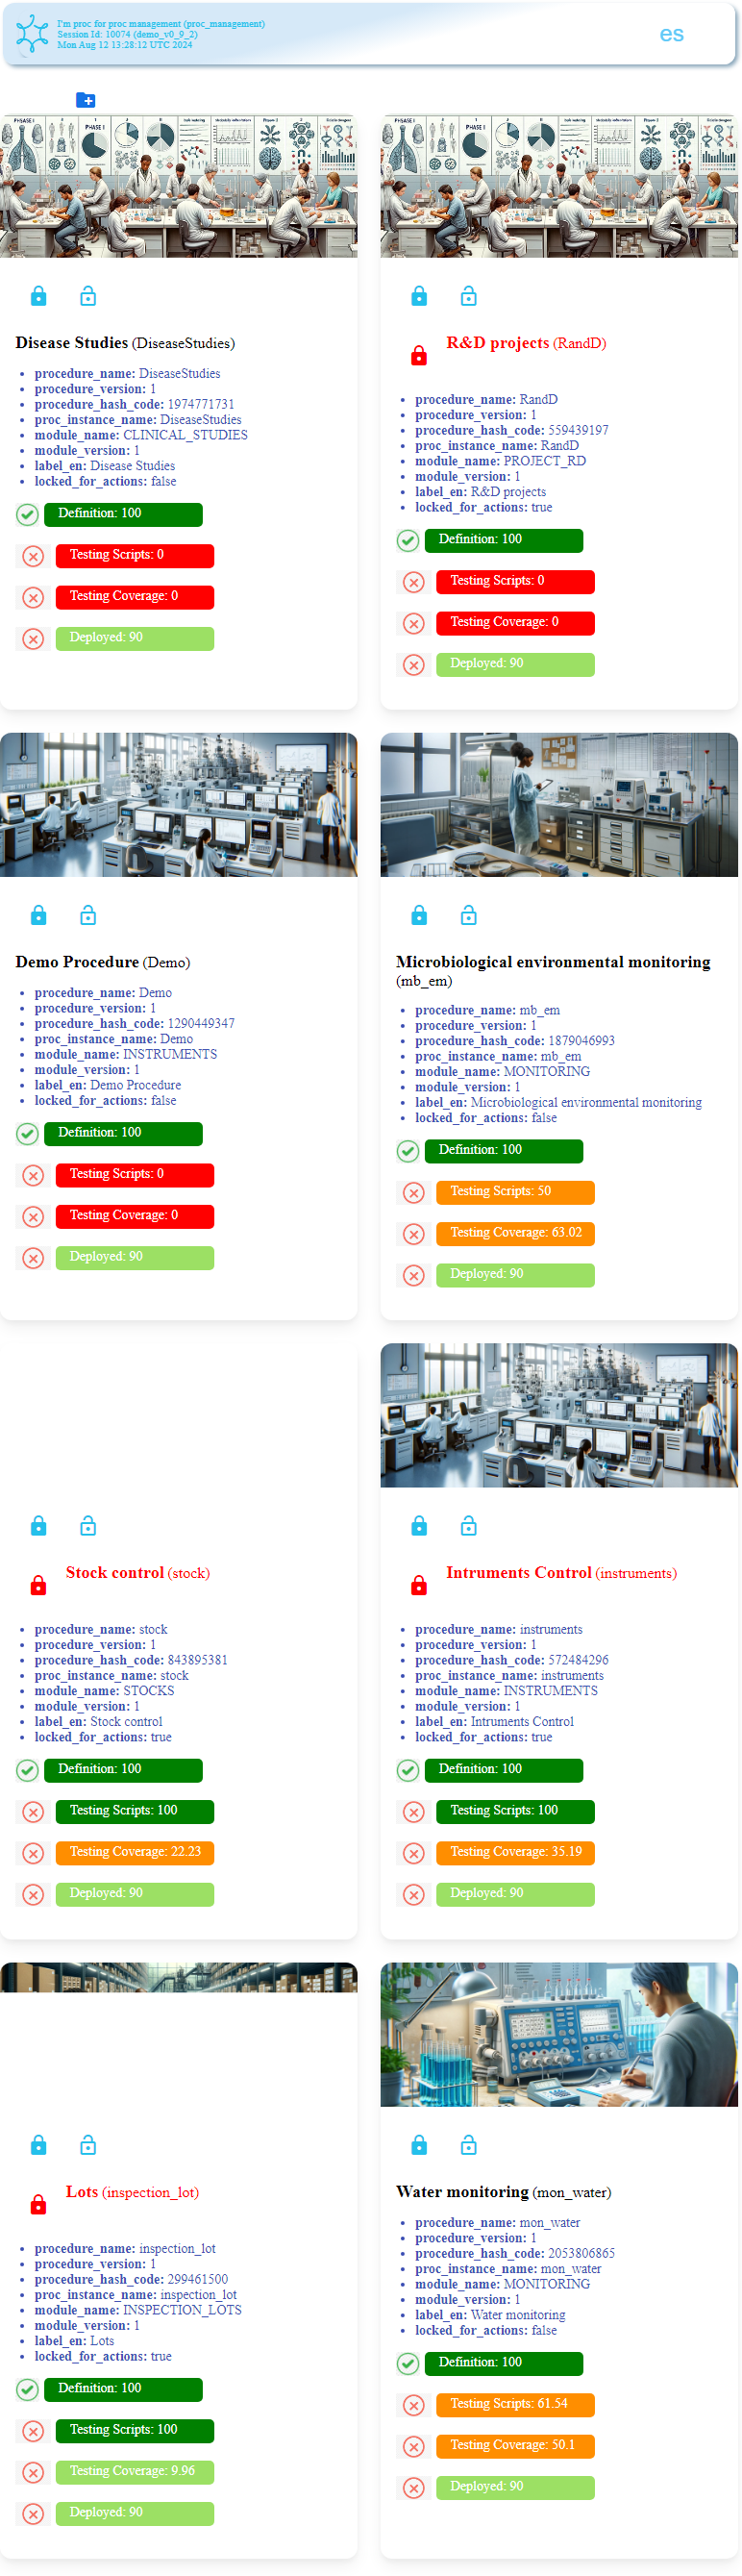 I'm proc for proc management (proc_management)
Session Id: 10074 (demo_v0_9_2)
Mon Aug 12 13:28:12 UTC 2024
es
PHASE I
PHASE I
Disease Studies (DiseaseStudies)
procedure_name: DiseaseStudies
procedure_version: 1
procedure_hash_code: 1974771731
proc_instance_name: DiseaseStudies
module_name: CLINICAL_STUDIES
module_version: 1
label_en: Disease Studies
locked_for_actions: false
Definition: 100
Testing Scripts: 0
Testing Coverage: 0
Deployed: 90
R&D projects (RandD)
procedure_name: RandD
procedure_version: 1
procedure_hash_code: 559439197
proc_instance_name: RandD
module_name: PROJECT_RD
module_version: 1
label_en: R&D projects
locked_for_actions: true
Definition: 100
Testing Scripts: 0
Testing Coverage: 0
Deployed: 90
Demo Procedure (Demo)
procedure_name: Demo
procedure_version: 1
procedure_hash_code: 1290449347
proc_instance_name: Demo
module_name: INSTRUMENTS
module_version: 1
label_en: Demo Procedure
locked_for_actions: false
Definition: 100
Testing Scripts: 0
Testing Coverage: 0
Deployed: 90
Microbiological environmental monitoring
(mb_em)
procedure_name: mb_em
procedure_version: 1
procedure_hash_code: 1879046993
proc_instance_name: mb_em
module_name: MONITORING
module_version: 1
label_en: Microbiological environmental monitoring
locked_for_actions: false
Definition: 100
Testing Scripts: 50
Testing Coverage: 63.02
Deployed: 90
Stock control (stock)
procedure_name: stock
procedure_version: 1
procedure_hash_code: 843895381
proc_instance_name: stock
module_name: STOCKS
module_version: 1
label_en: Stock control
locked_for_actions: true
Definition: 100
Testing Scripts: 100
Testing Coverage: 22.23
Deployed: 90
Intruments Control (instruments)
procedure_name: instruments
procedure_version: 1
procedure_hash_code: 572484296
proc_instance_name: instruments
module_name: INSTRUMENTS
module_version: 1
label_en: Intruments Control
locked_for_actions: true
Definition: 100
Testing Scripts: 100
Testing Coverage: 35.19
Deployed: 90
Lots (inspection_lot)
procedure_name: inspection_lot
procedure_version: 1
procedure_hash_code: 299461500
proc_instance_name: inspection_lot
module_name: INSPECTION_LOTS
module_version: 1
label_en: Lots
locked_for_actions: true
Definition: 100
Testing Scripts: 100
Testing Coverage: 9.96
Deployed: 90
Water monitoring (mon_water)
procedure_name: mon_water
procedure_version: 1
procedure_hash_code: 2053806865
proc_instance_name: mon_water
module_name: MONITORING
module_version: 1
label_en: Water monitoring
locked_for_actions: false
Definition: 100
Testing Scripts: 61.54
Testing Coverage: 50.1
Deployed: 90